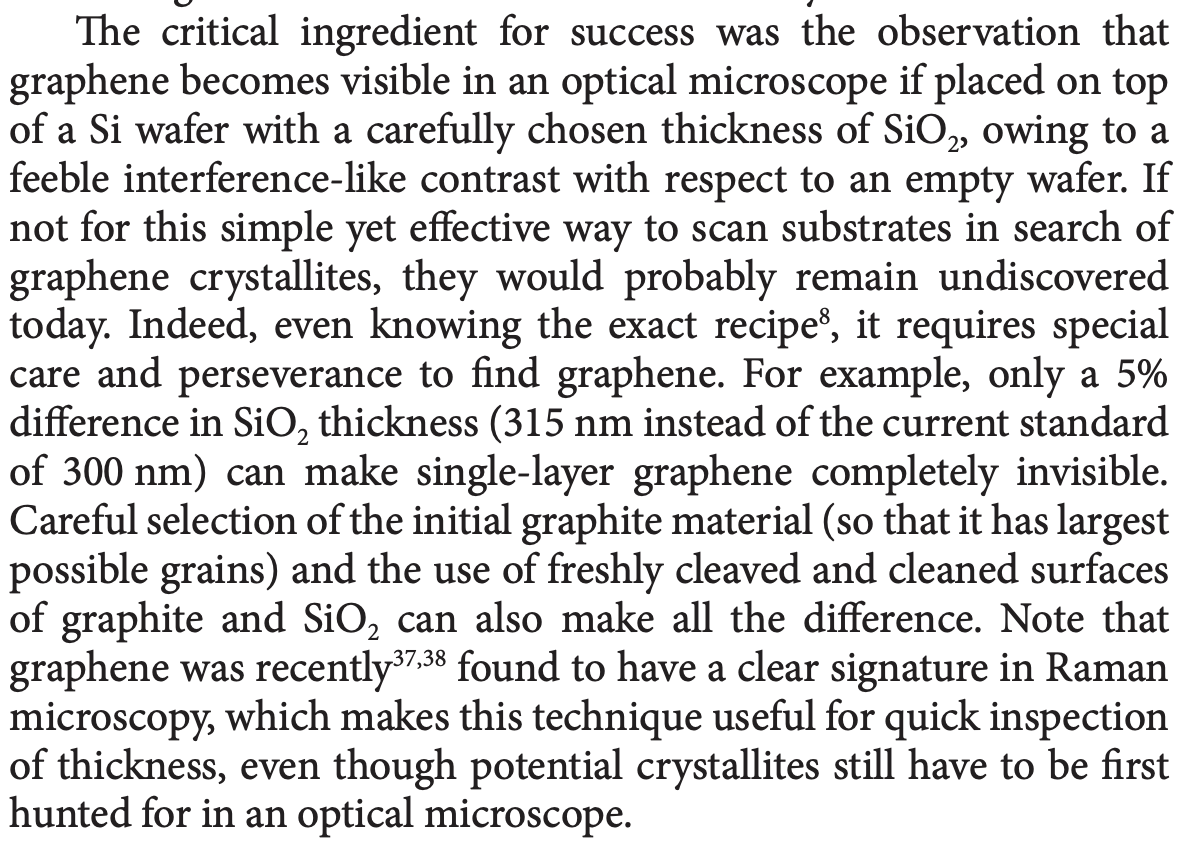 The critical ingredient for success was the observation that
graphene becomes visible in an optical microscope if placed on top
of a Si wafer with a carefully chosen thickness of SiO₂, owing to a
feeble interference-like contrast with respect to an empty wafer. If
not for this simple yet effective way to scan substrates in search of
graphene crystallites, they would probably remain undiscovered
today. Indeed, even knowing the exact recipe⁸, it requires special
care and perseverance to find graphene. For example, only a 5%
difference in SiO₂ thickness (315 nm instead of the current standard
of 300 nm) can make single-layer graphene completely invisible.
Careful selection of the initial graphite material (so that it has largest
possible grains) and the use of freshly cleaved and cleaned surfaces
of graphite and SiO₂ can also make all the difference. Note that
graphene was recently³⁷,³⁸ found to have a clear signature in Raman
microscopy, which makes this technique useful for quick inspection
of thickness, even though potential crystallites still have to be first
hunted for in an optical microscope.